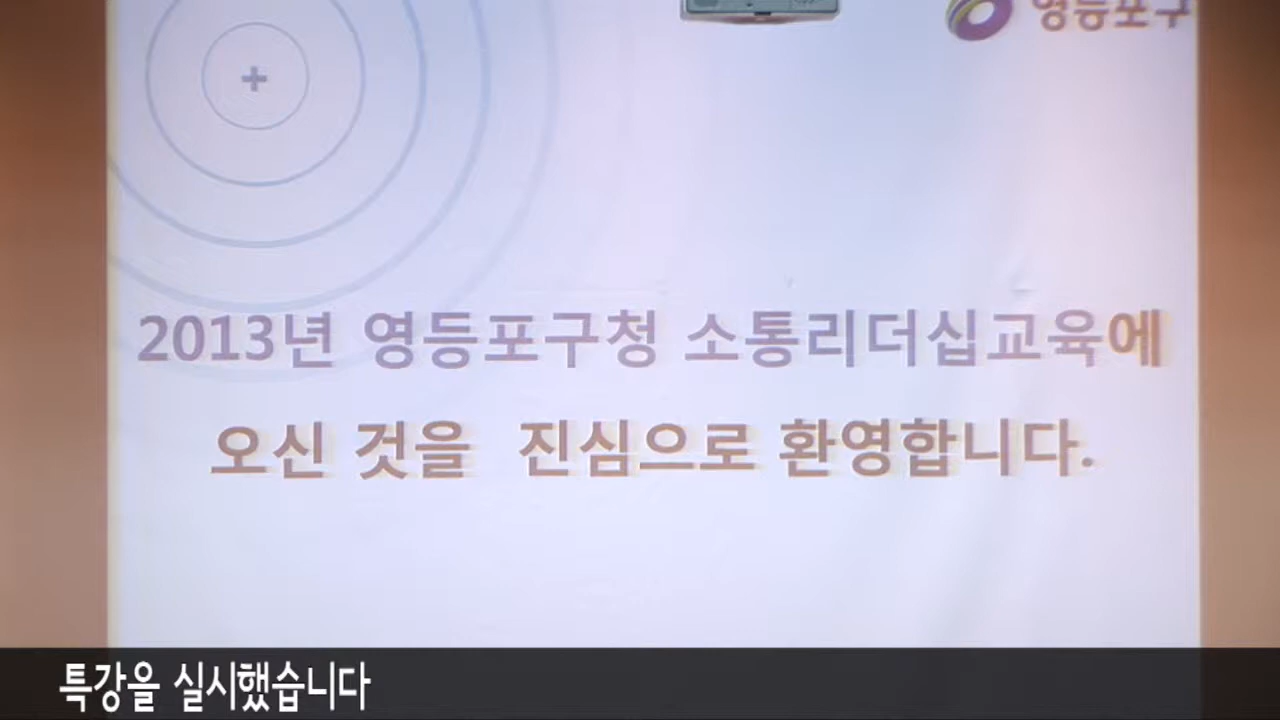 영등포구
2013년 영등포구청 소통리더십교육에
오신 것을 진심으로 환영합니다.
특강을 실시했습니다